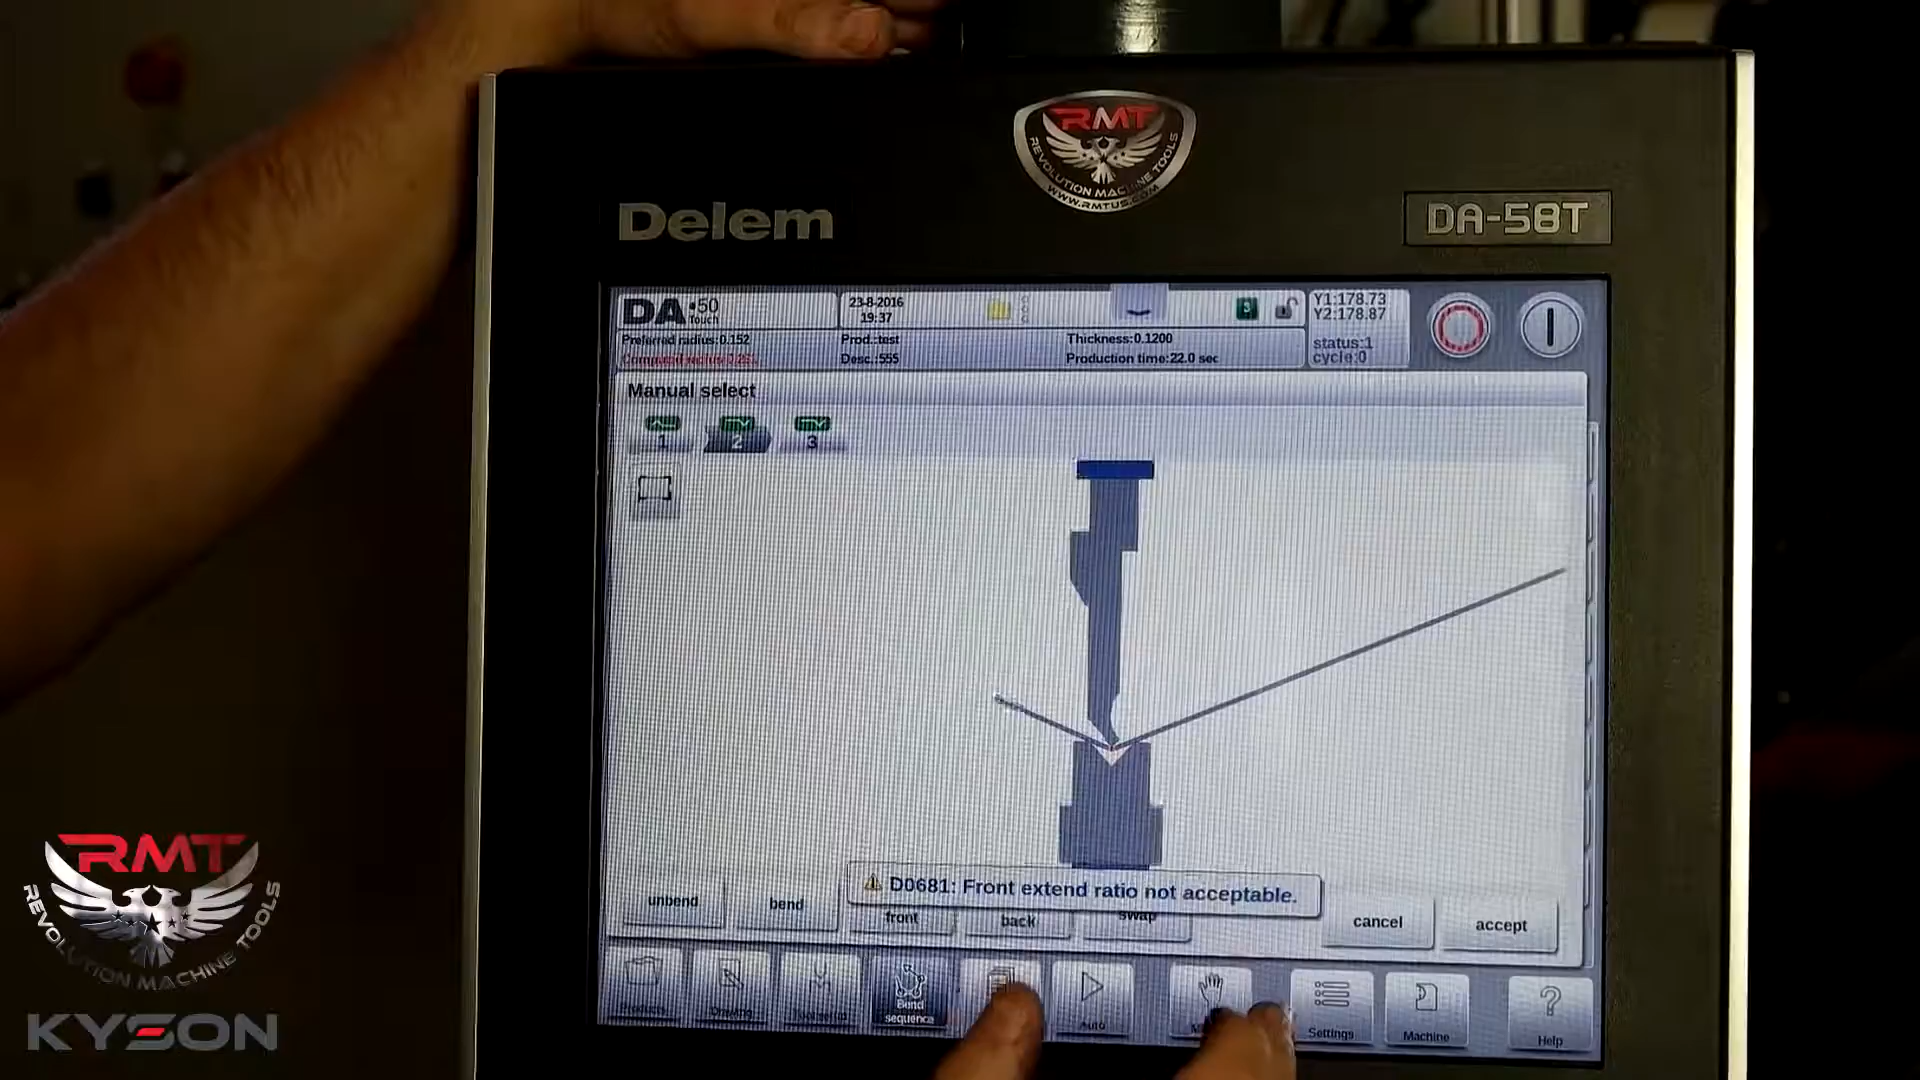 RMT
REVOLUTION MACHINE TOOLS
WWW.RMTUS.COM
Delem
DA-58T
DA•50
Touch
23-8-2016
19:37
3
Y1:178.73
Y2:178.87
status:1
cycle:0
Preferred radius:0.152
Prod.:test
Desc.:555
Thickness:0.1200
Production time:22.0 sec
Manual select
1
2
3
D0681: Front extend ratio not acceptable.
unbend
bend
front
back
swap
cancel
accept
Products
Drawing
Bend
sequence
Auto
Settings
Machine
Help
RMT
REVOLUTION MACHINE TOOLS
KYSON